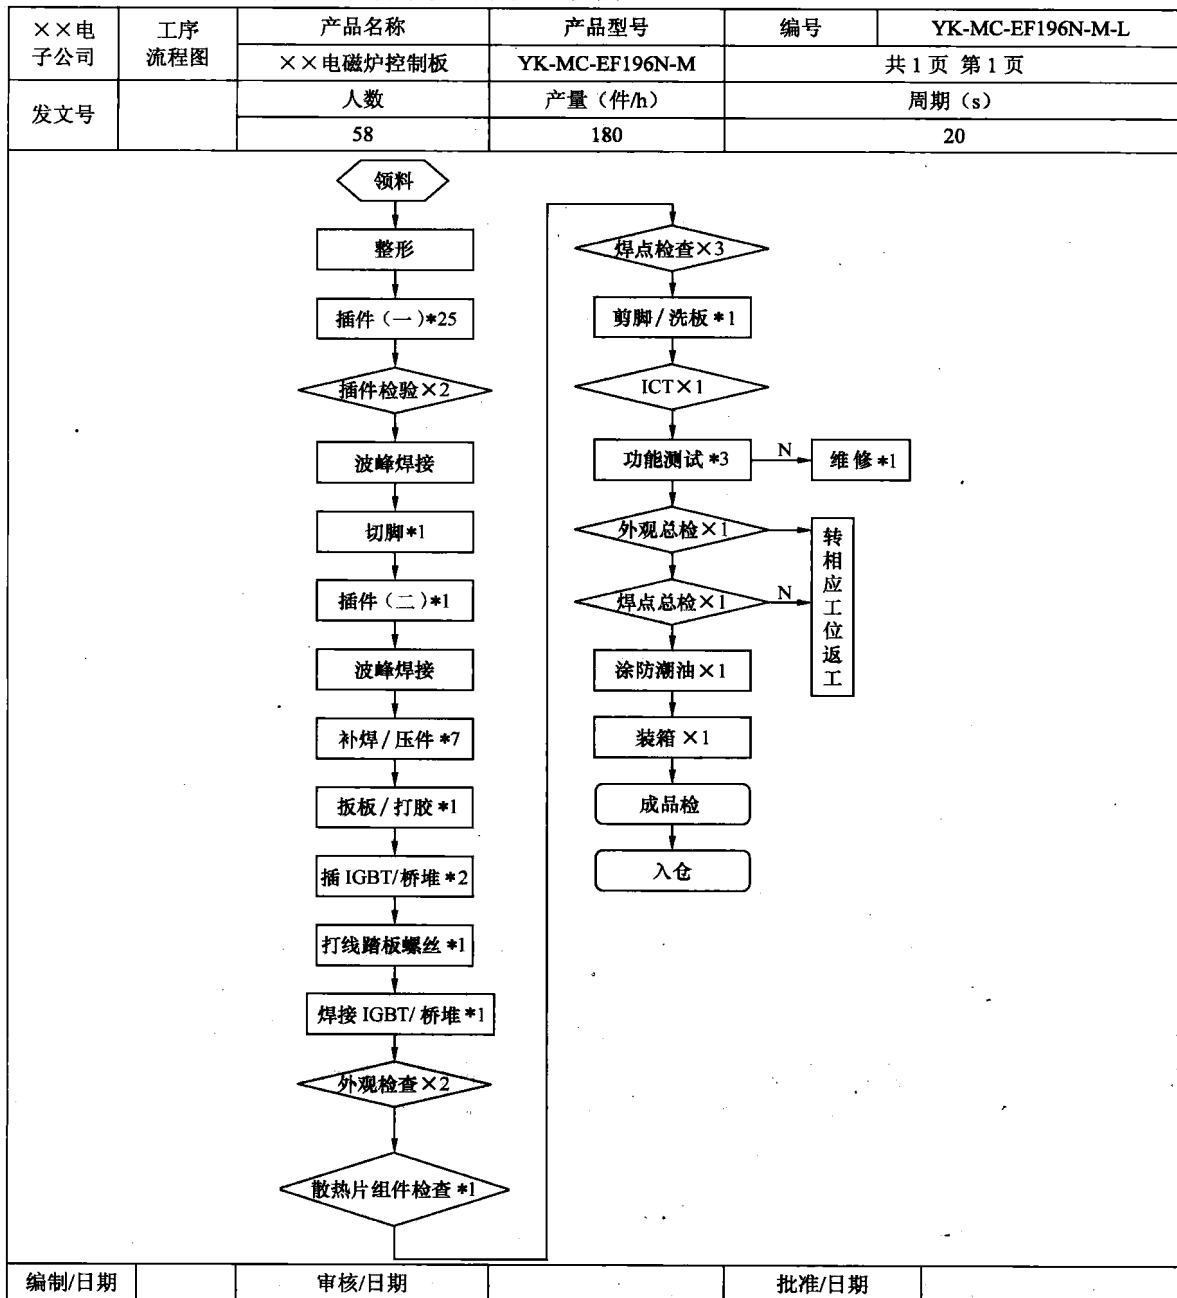 ××电
子公司
工序
流程图
产品名称
产品型号
编号
YK-MC-EF196N-M-L
××电磁炉控制板
YK-MC-EF196N-M
共1页 第1页
发文号
人数
产量（件/h）
周期（s）
58
180
20
领料
整形
插件（一）*25
插件检验×2
波峰焊接
切脚*1
插件（二）*1
波峰焊接
补焊/压件*7
扳板/打胶*1
插IGBT/桥堆*2
打线踏板螺丝*1
焊接IGBT/桥堆*1
外观检查×2
散热片组件检查*1
焊点检查×3
剪脚/洗板*1
ICT×1
功能测试*3
N
维修*1
外观总检×1
焊点总检×1
N
转相应工位返工
涂防潮油×1
装箱×1
成品检
入仓
编制/日期
审核/日期
批准/日期